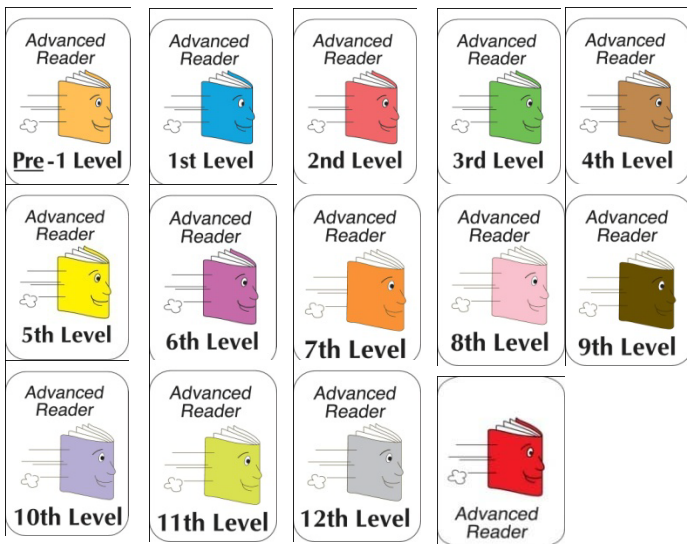 Advanced
Reader
Pre-1 Level
Advanced
Reader
1st Level
Advanced
Reader
2nd Level
Advanced
Reader
3rd Level
Advanced
Reader
4th Level
Advanced
Reader
5th Level
Advanced
Reader
6th Level
Advanced
Reader
7th Level
Advanced
Reader
8th Level
Advanced
Reader
9th Level
Advanced
Reader
10th Level
Advanced
Reader
11th Level
Advanced
Reader
12th Level
Advanced
Reader